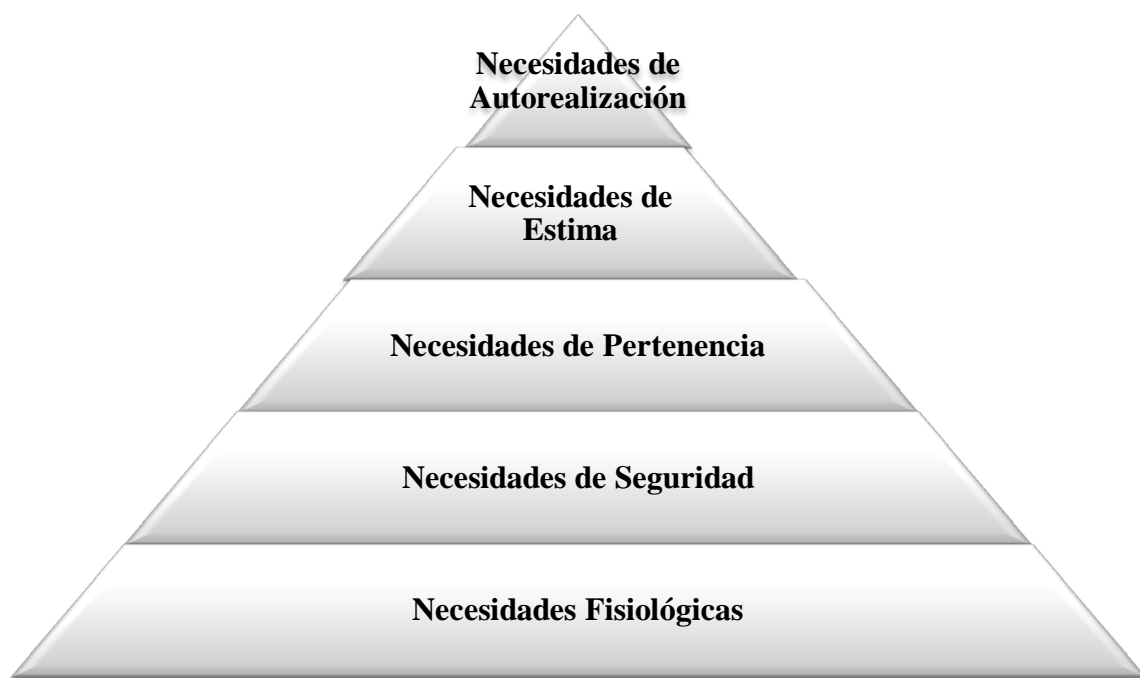 Necesidades de
Autorealización
Necesidades de
Estima
Necesidades de Pertenencia
Necesidades de Seguridad
Necesidades Fisiológicas